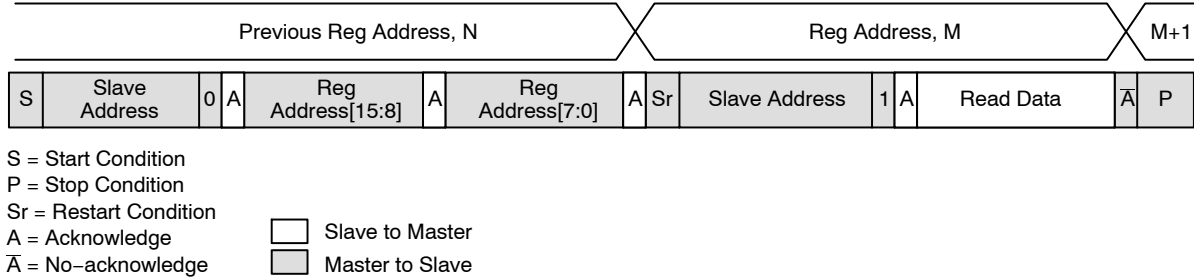 Previous Reg Address, N Reg Address, M M+1
S Slave Address 0 A Reg Address[15:8] A Reg Address[7:0] A Sr Slave Address 1 A Read Data A̅ P
S = Start Condition
P = Stop Condition
Sr = Restart Condition
A = Acknowledge
A̅ = No−acknowledge
Slave to Master
Master to Slave